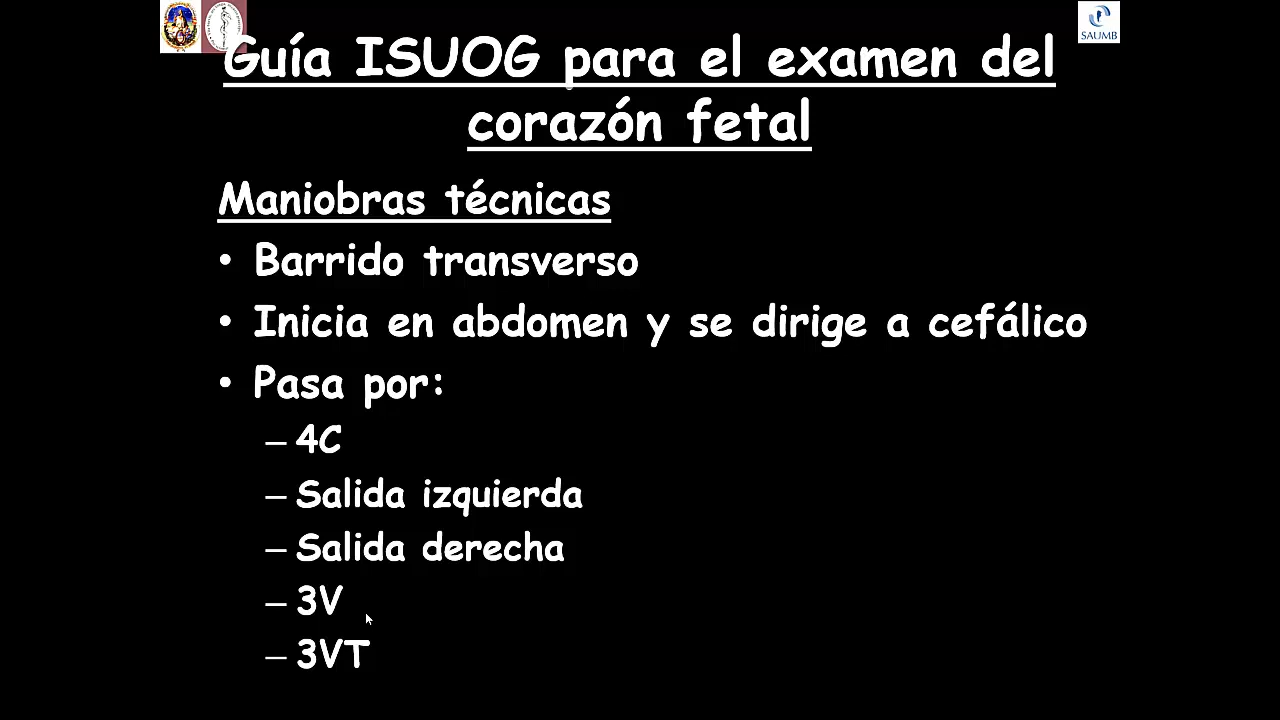 SAUMB
Guía ISUOG para el examen del
corazón fetal
Maniobras técnicas
• Barrido transverso
• Inicia en abdomen y se dirige a cefálico
• Pasa por:
– 4C
– Salida izquierda
– Salida derecha
– 3V
– 3VT